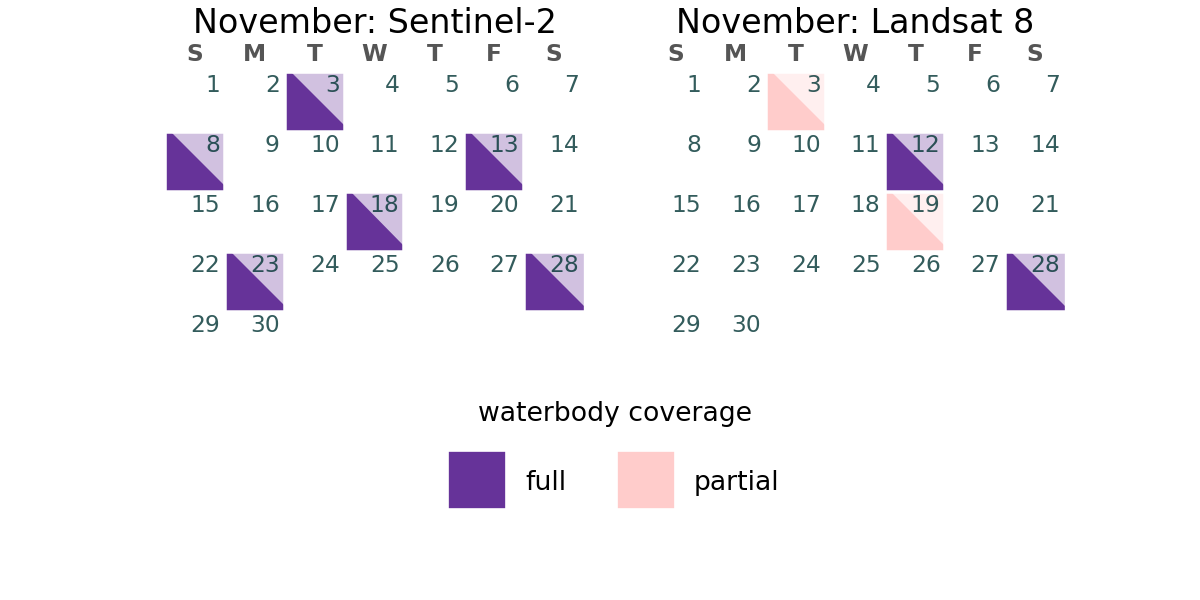 November: Sentinel-2
S M T W T F S
1 2 3 4 5 6 7
8 9 10 11 12 13 14
15 16 17 18 19 20 21
22 23 24 25 26 27 28
29 30
November: Landsat 8
S M T W T F S
1 2 3 4 5 6 7
8 9 10 11 12 13 14
15 16 17 18 19 20 21
22 23 24 25 26 27 28
29 30
waterbody coverage
full partial